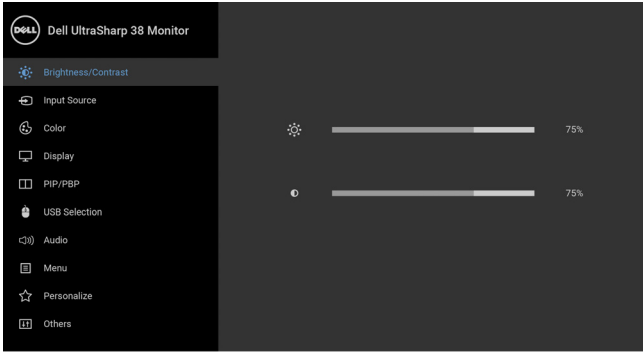 DELL Dell UltraSharp 38 Monitor
Brightness/Contrast
Input Source
Color
75%
Display
PIP/PBP
75%
USB Selection
Audio
Menu
Personalize
Others